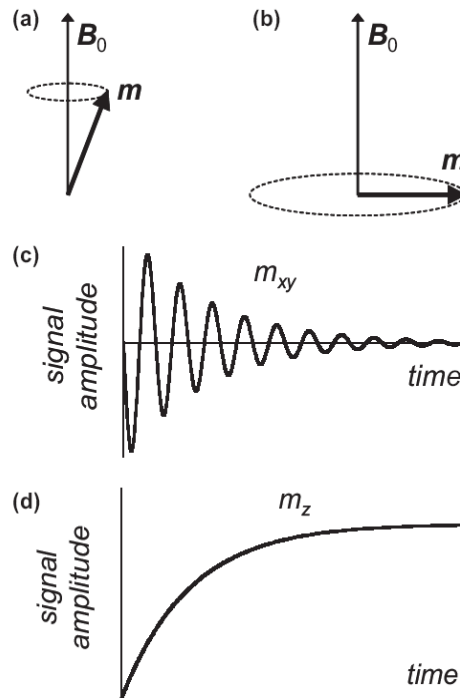 (a)
B0
m
(b)
B0
m
(c)
mxy
signal
amplitude
time
(d)
mz
signal
amplitude
time